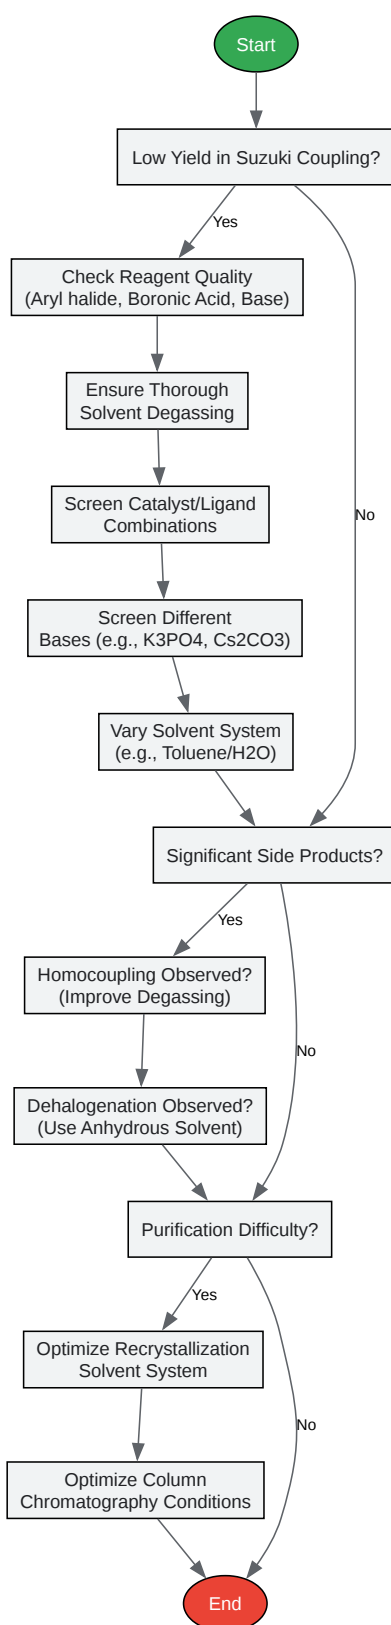 Start
Low Yield in Suzuki Coupling?
Yes
Check Reagent Quality
(Aryl halide, Boronic Acid, Base)
Ensure Thorough
Solvent Degassing
Screen Catalyst/Ligand
Combinations
No
Screen Different
Bases (e.g., K3PO4, Cs2CO3)
Vary Solvent System
(e.g., Toluene/H2O)
Significant Side Products?
Yes
Homocoupling Observed?
(Improve Degassing)
No
Dehalogenation Observed?
(Use Anhydrous Solvent)
Purification Difficulty?
Yes
Optimize Recrystallization
Solvent System
No
Optimize Column
Chromatography Conditions
End